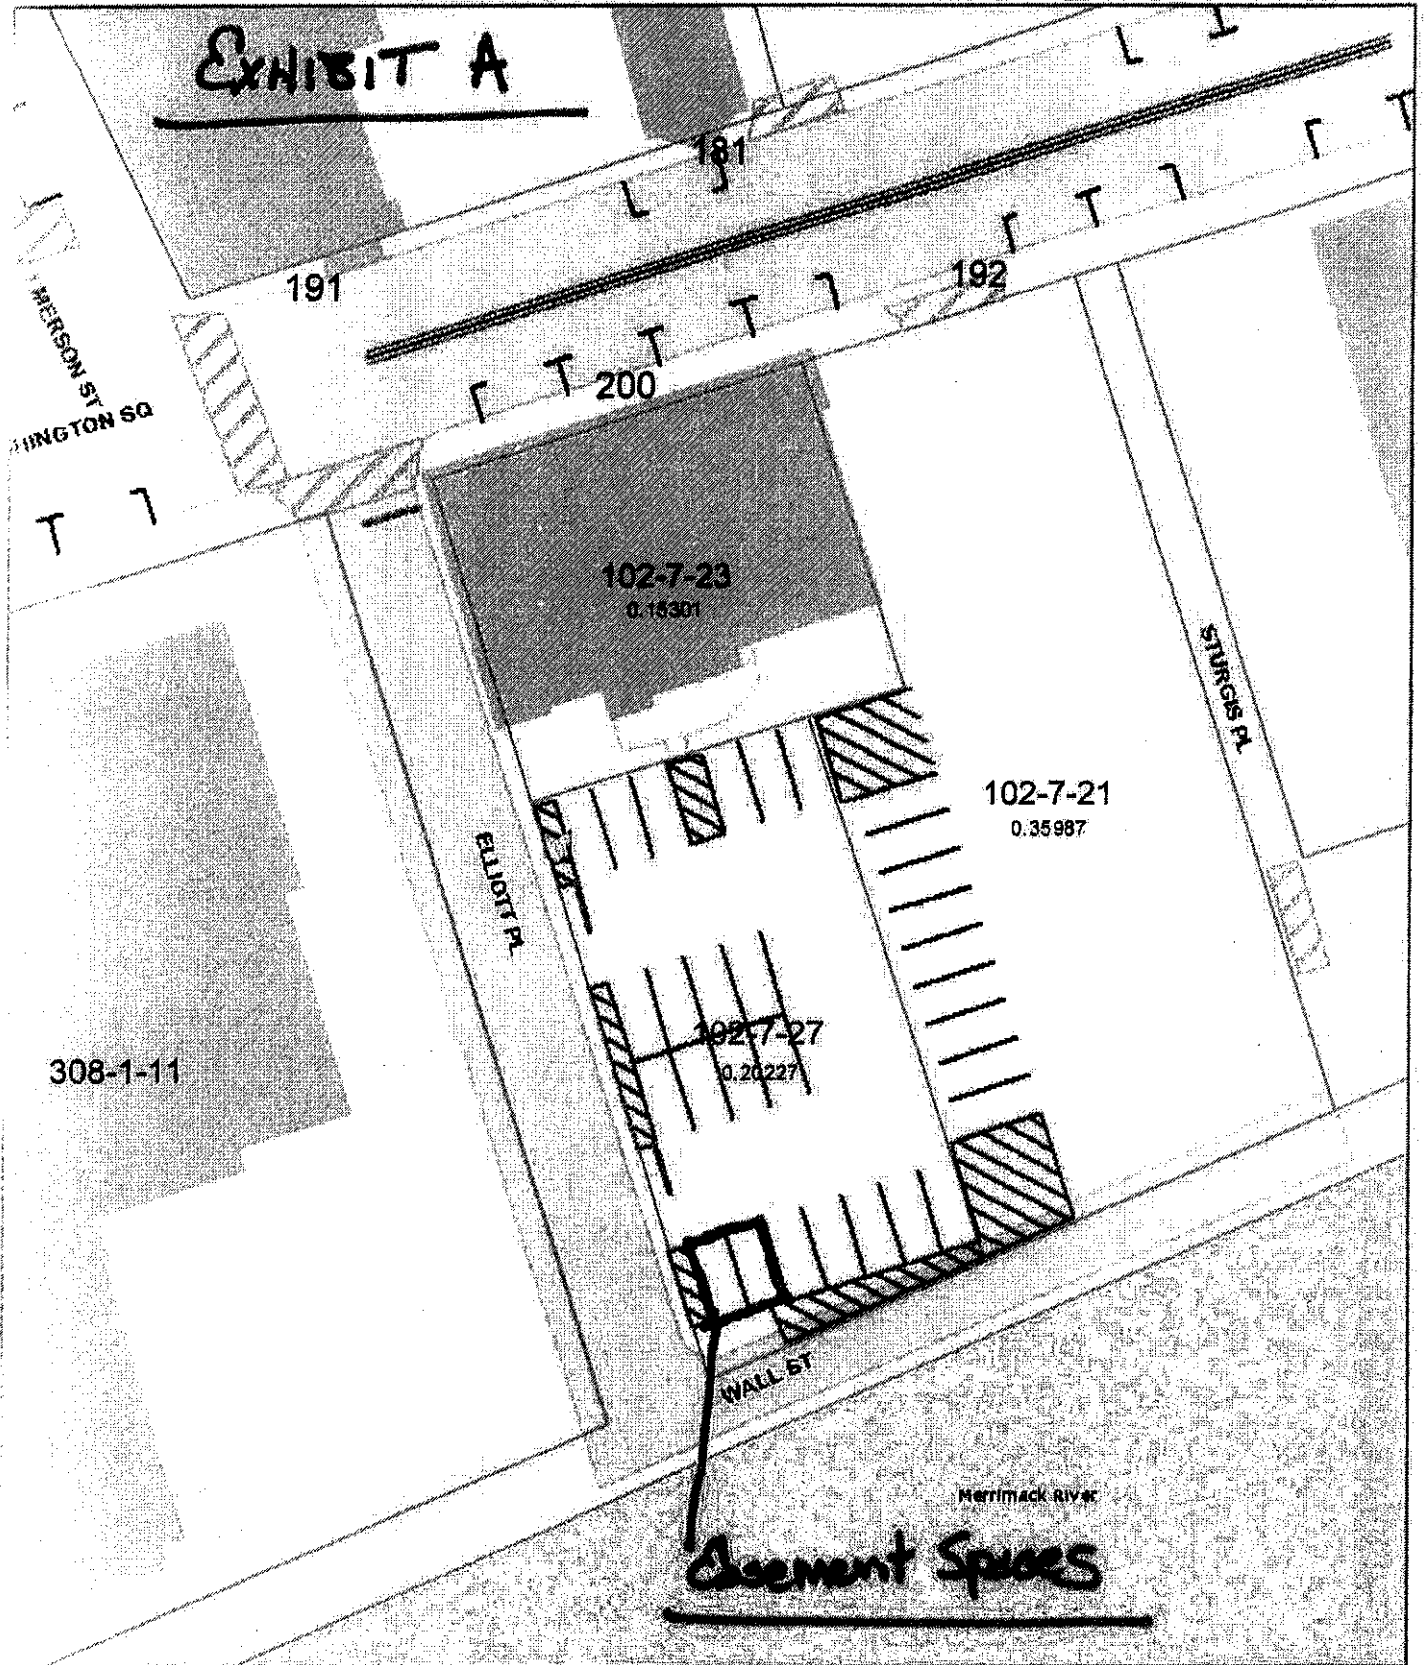 EXHIBIT A
181
191
192
200
HERSON ST
HINGTON SQ
102-7-23
0.15301
STURGIS PL
102-7-21
0.35987
ELLIOTT PL
102-7-27
0.20227
308-1-11
WALL ST
Merrimack River
Easement Spaces